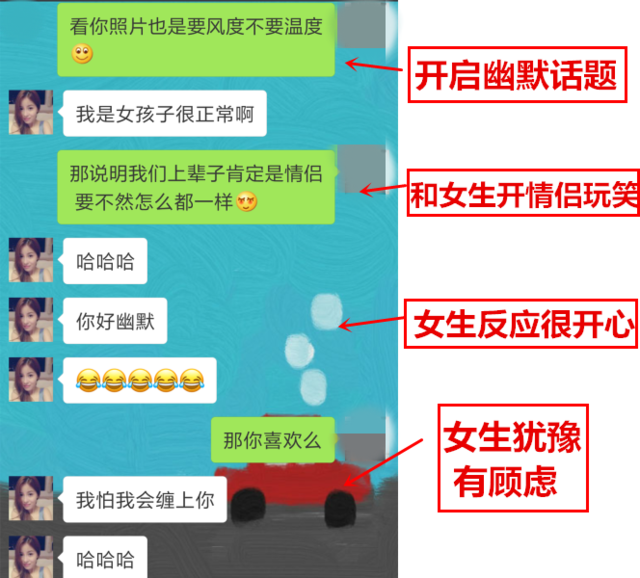 看你照片也是要风度不要温度
开启幽默话题
我是女孩子很正常啊
那说明我们上辈子肯定是情侣
要不然怎么都一样
和女生开情侣玩笑
哈哈哈
你好幽默
女生反应很开心
那你喜欢么
女生犹豫
有顾虑
我怕我会缠上你
哈哈哈